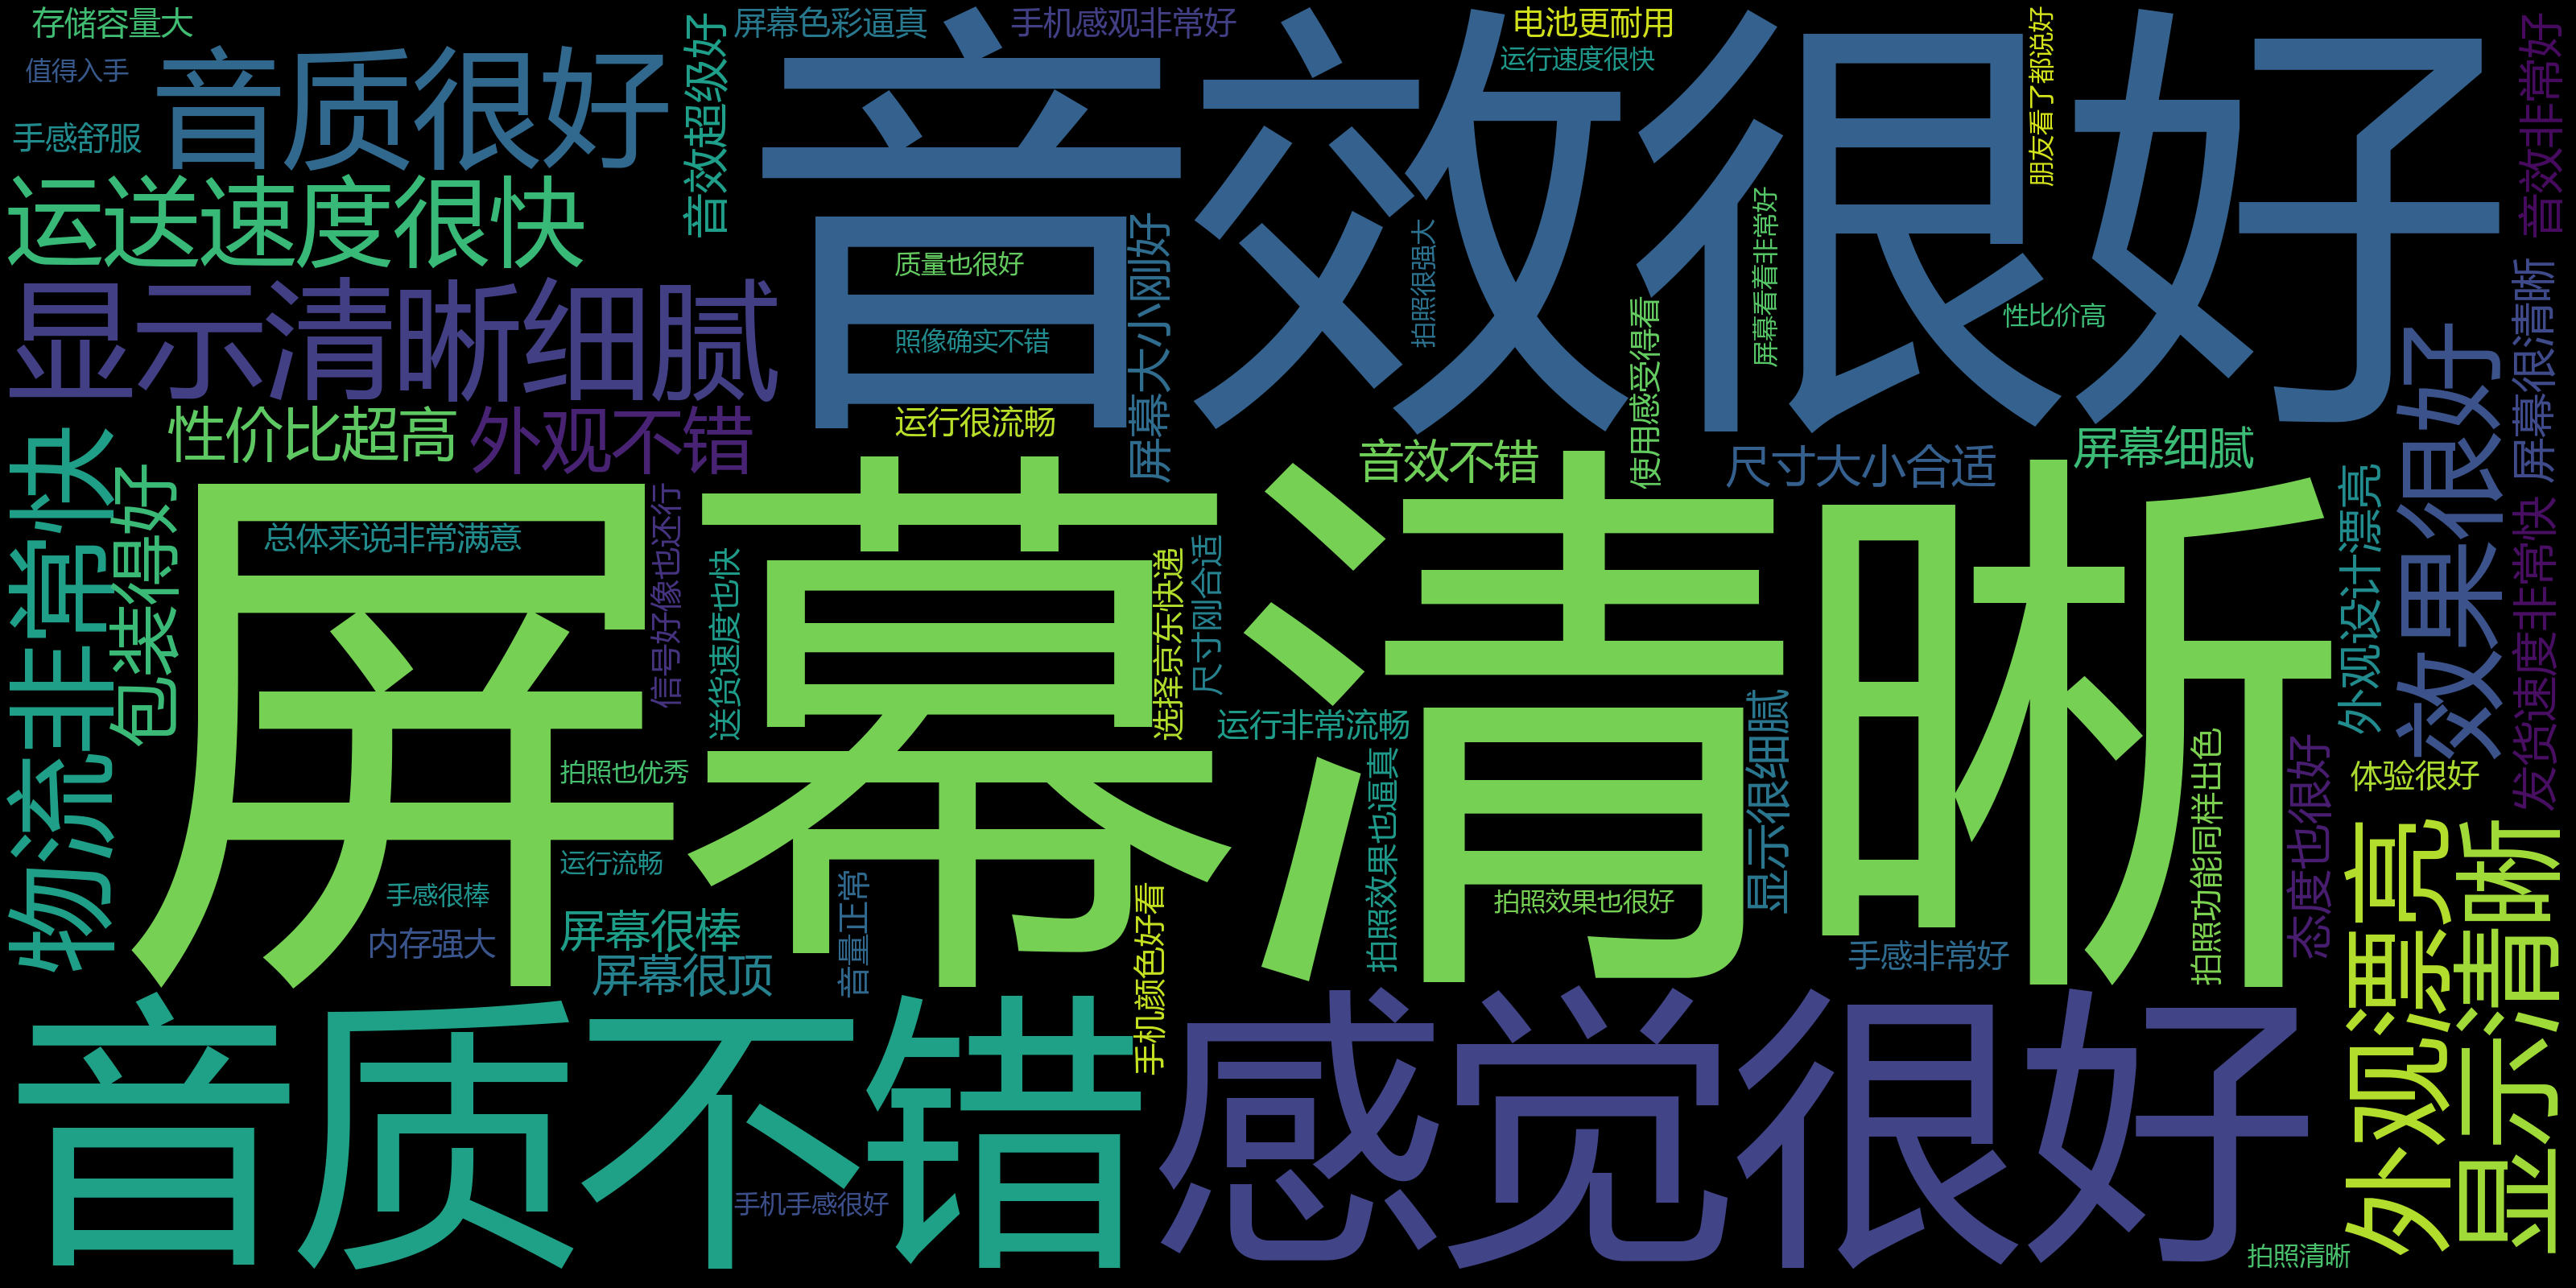 存储容量大
屏幕色彩逼真
手机感观非常好
电池更耐用
朋友看了都说好
音效非常好
值得入手
音质很好
音效超级好
音效很好
运行速度很快
手感舒服
运送速度很快
质量也很好
拍照很强大
屏幕看着非常好
屏幕大小刚好
显示清晰细腻
照像确实不错
使用感受得看
性比价高
屏幕很清晰
效果很好
性价比超高
外观不错
运行很流畅
音效不错
尺寸大小合适
屏幕细腻
物流非常快
包装得好
屏幕清晰
总体来说非常满意
信号好像也还行
送货速度也快
选择京东快递
尺寸刚合适
外观设计漂亮
发货速度非常快
运行非常流畅
显示很细腻
拍照效果也逼真
拍照功能同样出色
态度也很好
拍照也优秀
体验很好
运行流畅
手感很棒
音量正常
手机颜色好看
拍照效果也很好
内存强大
屏幕很棒
屏幕很顶
手感非常好
外观漂亮
显示清晰
音质不错
感觉很好
手机手感很好
拍照清晰